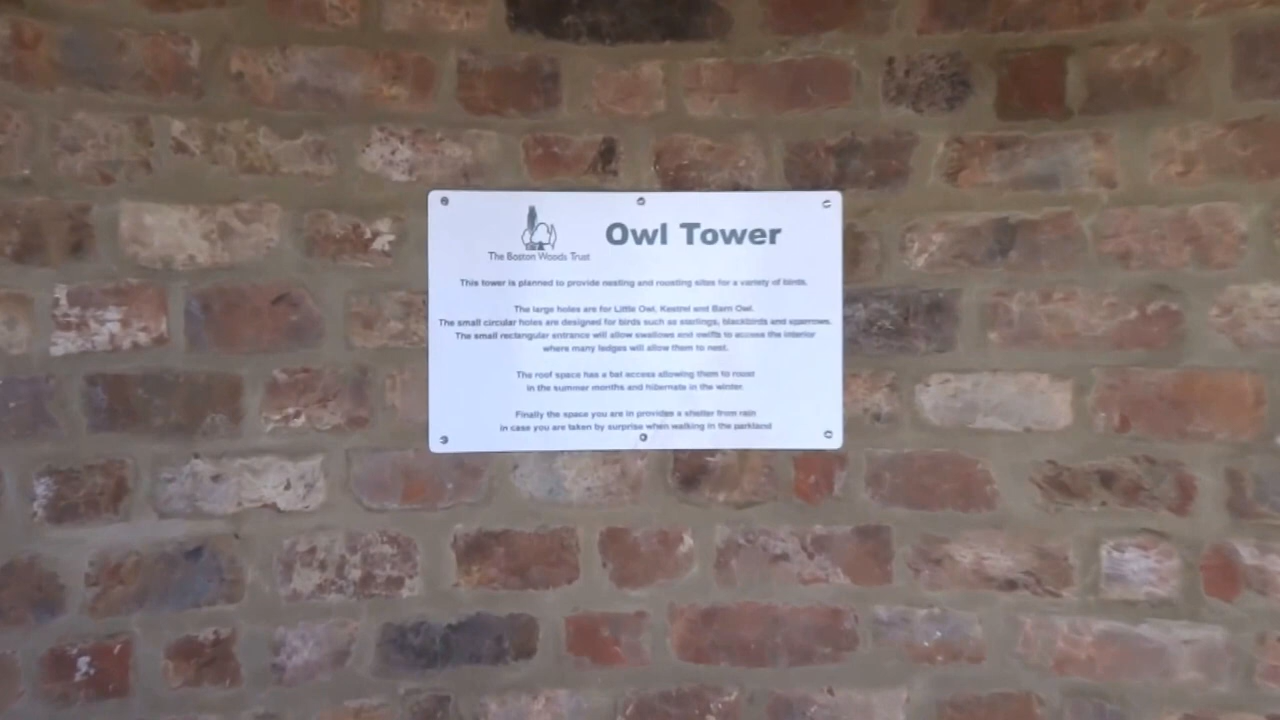 The Boston Woods Trust
Owl Tower
This tower is planned to provide nesting and roosting sites for a variety of birds.
The large holes are for Little Owl, Kestrel and Barn Owl.
The small circular holes are designed for birds such as starlings, blackbirds and sparrows.
The small rectangular entrance will allow swallows and swifts to access the interior
where many ledges will allow them to nest.
The roof space has a bat access allowing them to roost
in the summer months and hibernate in the winter.
Finally the space you are in provides a shelter from rain
in case you are taken by surprise when walking in the parkland